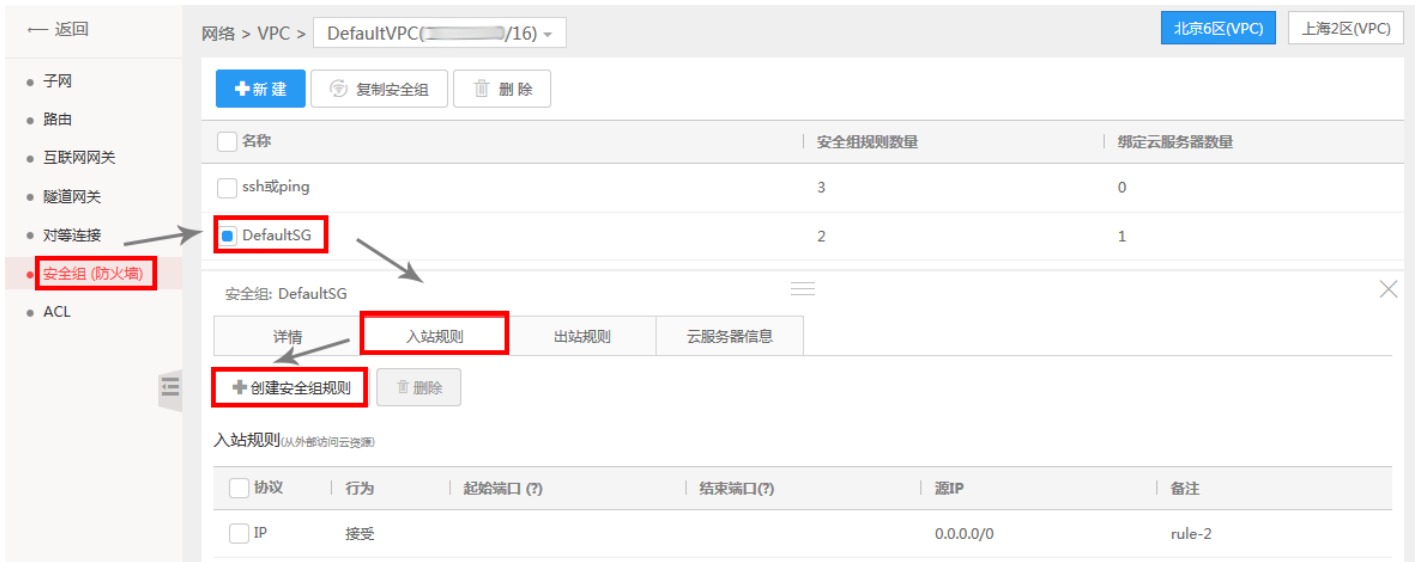 ← 返回
网络 > VPC > DefaultVPC( /16)
北京6区(VPC) 上海2区(VPC)
子网
路由
互联网网关
隧道网关
对等连接
安全组 (防火墙)
ACL
新 建 复制安全组 删 除
名称 安全组规则数量 绑定云服务器数量
ssh或ping 3 0
DefaultSG 2 1
安全组: DefaultSG
详情 入站规则 出站规则 云服务器信息
创建安全组规则 删除
入站规则(从外部访问云资源)
协议 行为 起始端口 (?) 结束端口(?) 源IP 备注
IP 接受 0.0.0.0/0 rule-2